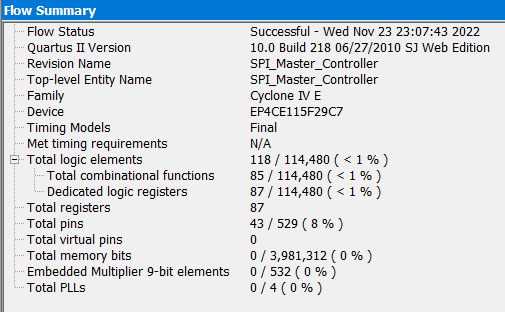 Flow Summary
Flow Status Successful - Wed Nov 23 23:07:43 2022
Quartus II Version 10.0 Build 218 06/27/2010 SJ Web Edition
Revision Name SPI_Master_Controller
Top-level Entity Name SPI_Master_Controller
Family Cyclone IV E
Device EP4CE115F29C7
Timing Models Final
Met timing requirements N/A
Total logic elements 118 / 114,480 ( < 1 % )
Total combinational functions 85 / 114,480 ( < 1 % )
Dedicated logic registers 87 / 114,480 ( < 1 % )
Total registers 87
Total pins 43 / 529 ( 8 % )
Total virtual pins 0
Total memory bits 0 / 3,981,312 ( 0 % )
Embedded Multiplier 9-bit elements 0 / 532 ( 0 % )
Total PLLs 0 / 4 ( 0 % )